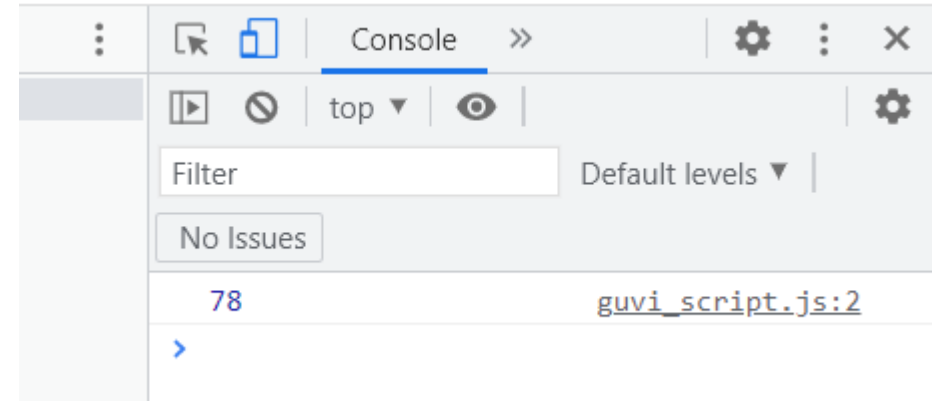 Console
top
Filter Default levels
No Issues
78 guvi_script.js:2